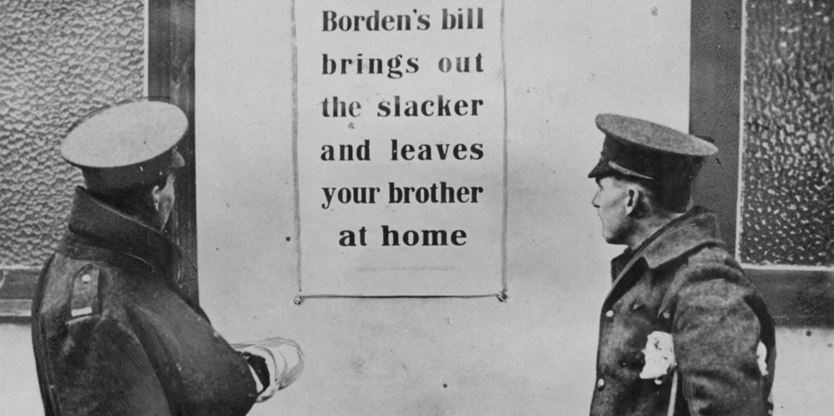 Borden's bill
brings out
the slacker
and leaves
your brother
at home